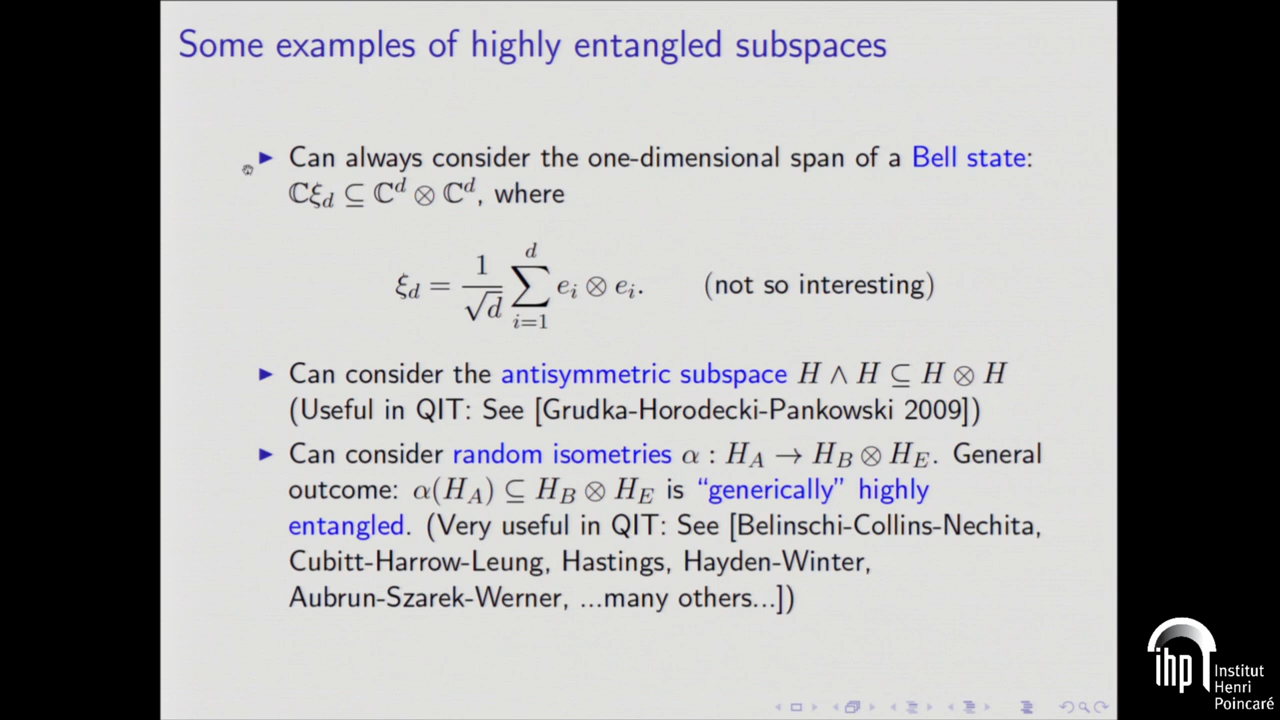 Some examples of highly entangled subspaces
▶ Can always consider the one-dimensional span of a Bell state:
ℂξ_d ⊆ ℂ^d ⊗ ℂ^d, where
ξ_d = \frac{1}{\sqrt{d}} \sum_{i=1}^{d} e_i ⊗ e_i. (not so interesting)
▶ Can consider the antisymmetric subspace H ∧ H ⊆ H ⊗ H
(Useful in QIT: See [Grudka-Horodecki-Pankowski 2009])
▶ Can consider random isometries α : H_A → H_B ⊗ H_E. General
outcome: α(H_A) ⊆ H_B ⊗ H_E is “generically” highly
entangled. (Very useful in QIT: See [Belinschi-Collins-Nechita,
Cubitt-Harrow-Leung, Hastings, Hayden-Winter,
Aubrun-Szarek-Werner, ...many others...])
ihp
Institut
Henri
Poincaré